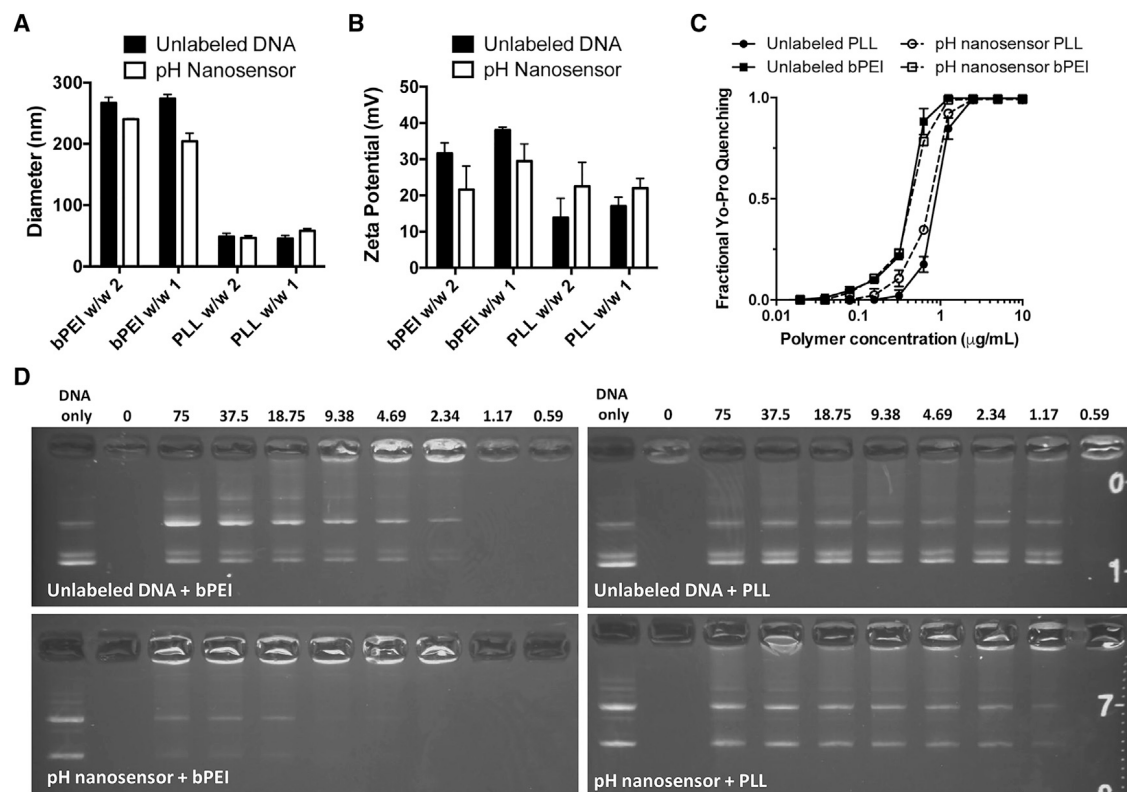 A
Unlabeled DNA
pH Nanosensor
Diameter (nm)
300
200
100
0
bPEI w/w 2
bPEI w/w 1
PLL w/w 2
PLL w/w 1
B
Unlabeled DNA
pH Nanosensor
Zeta Potential (mV)
50
40
30
20
10
0
bPEI w/w 2
bPEI w/w 1
PLL w/w 2
PLL w/w 1
C
Unlabeled PLL
pH nanosensor PLL
Unlabeled bPEI
pH nanosensor bPEI
Fractional Yo-Pro Quenching
1.0
0.5
0.0
0.01
0.1
1
10
Polymer concentration (μg/mL)
D
DNA
only 0 75 37.5 18.75 9.38 4.69 2.34 1.17 0.59
Unlabeled DNA + bPEI
DNA
only 0 75 37.5 18.75 9.38 4.69 2.34 1.17 0.59
0
1
Unlabeled DNA + PLL
pH nanosensor + bPEI
7
pH nanosensor + PLL